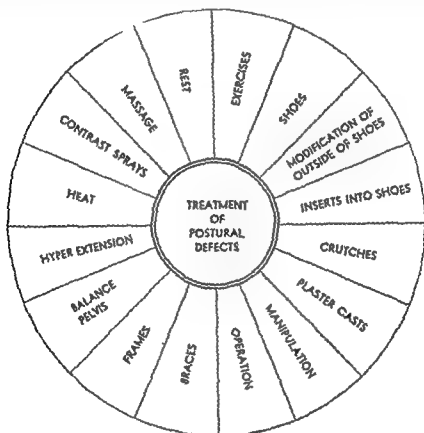 TREATMENT
OF
POSTURAL
DEFECTS
EXERCISES
SHOES
MODIFICATION OF
OUTSIDE OF SHOES
INSERTS INTO SHOES
CRUTCHES
PLASTER CASTS
MANIPULATION
OPERATION
BRACES
FRAMES
BALANCE
PELVIS
HYPER EXTENSION
HEAT
CONTRAST SPRAYS
MASSAGE
REST